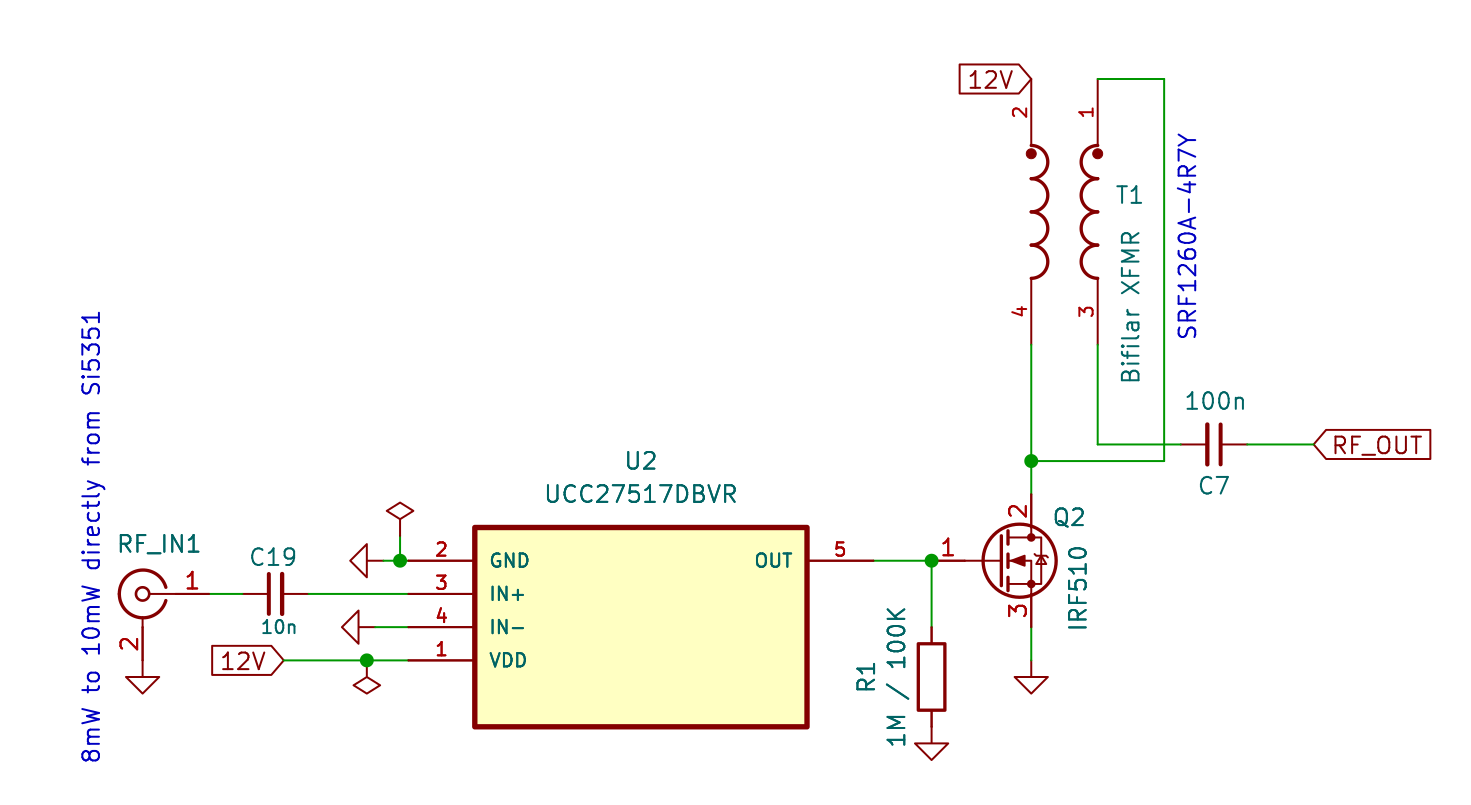 12V
2
1
T1
Bifilar XFMR
SRF1260A-4R7Y
4
3
100n
C7
RF_OUT
8mW to 10mW directly from Si5351
RF_IN1
1
2
C19
10n
12V
U2
UCC27517DBVR
2
GND
3
IN+
4
IN-
1
VDD
OUT
5
1
2
3
Q2
IRF510
R1
1M / 100K